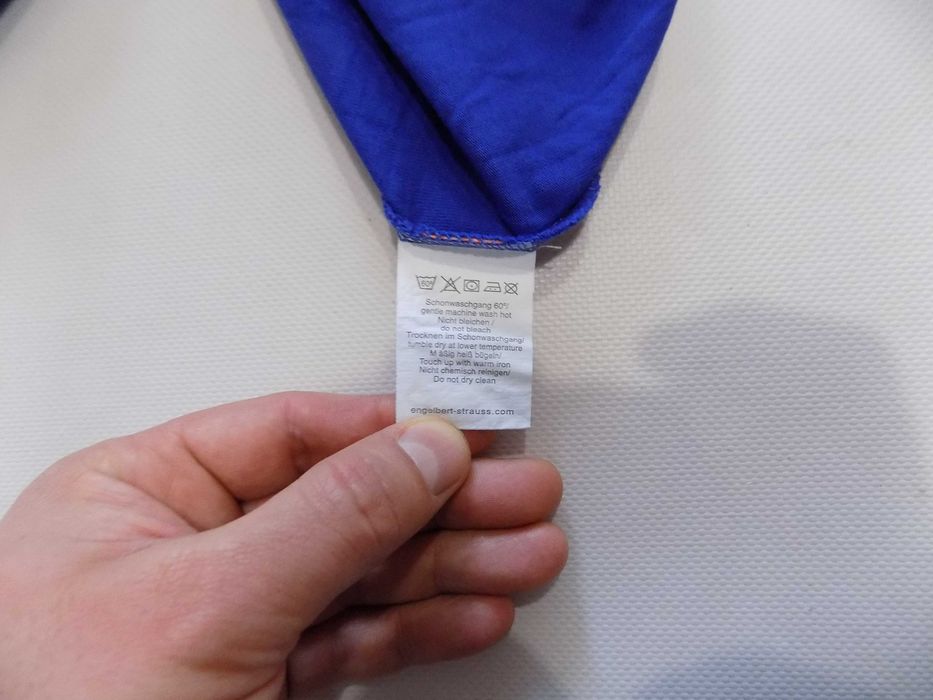 60°
Schonwaschgang 60°/
gentle machine wash hot
Nicht bleichen /
do not bleach
Trocknen im Schonwaschgang/
tumble dry at lower temperature
M äßig heiß bügeln/
Touch up with warm iron
Nicht chemisch reinigen/
Do not dry clean
engelbert-strauss.com